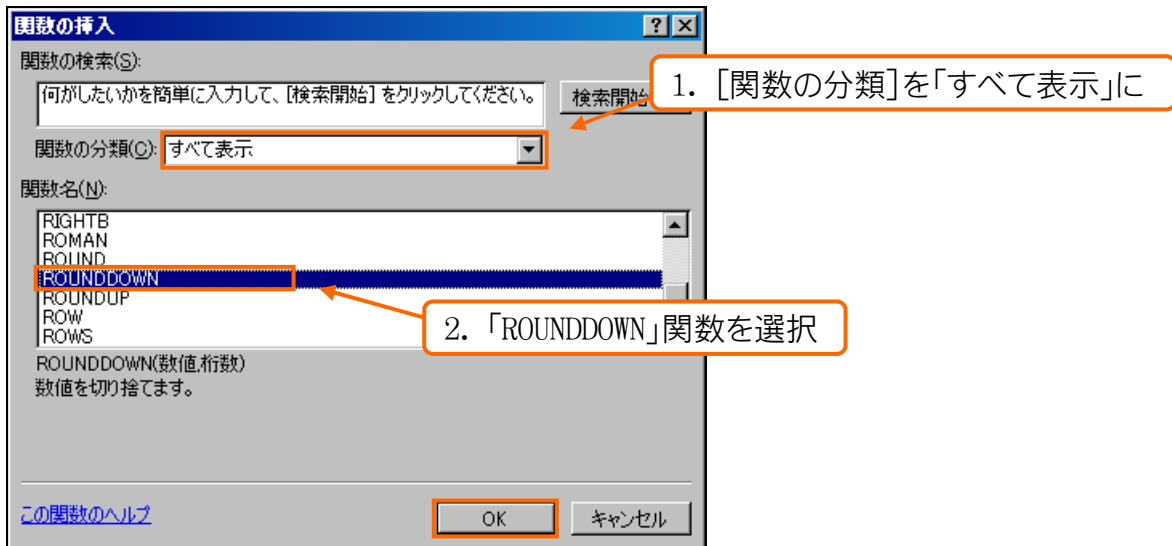 関数の挿入
関数の検索(S):
何がしたいかを簡単に入力して、[検索開始] をクリックしてください。
検索開始
1. [関数の分類]を「すべて表示」に
関数の分類(C): すべて表示
関数名(N):
RIGHTB
ROMAN
ROUND
ROUNDDOWN
ROUNDUP
ROW
ROWS
2. 「ROUNDDOWN」関数を選択
ROUNDDOWN(数値,桁数)
数値を切り捨てます。
この関数のヘルプ
OK
キャンセル